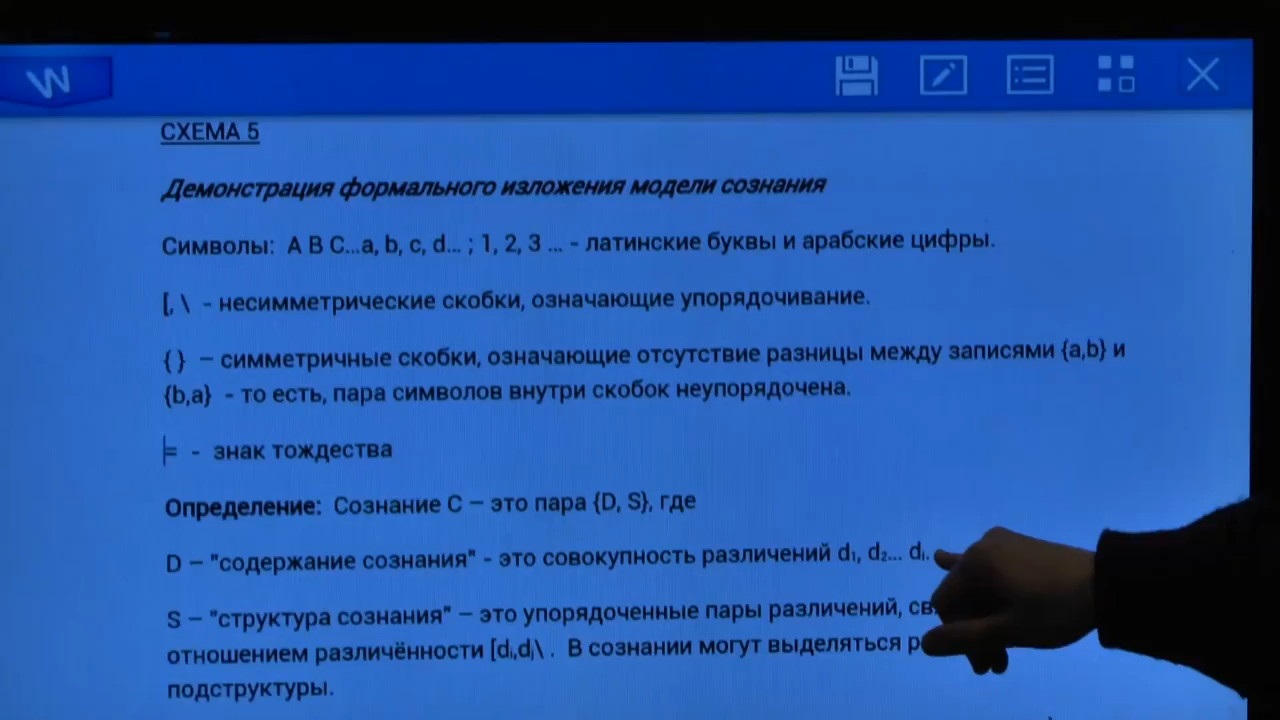 W
СХЕМА 5
Демонстрация формального изложения модели сознания
Символы: A B C...a, b, c, d... ; 1, 2, 3 ... - латинские буквы и арабские цифры.
[, \ - несимметрические скобки, означающие упорядочивание.
{ } – симметричные скобки, означающие отсутствие разницы между записями {a,b} и
{b,a} - то есть, пара символов внутри скобок неупорядочена.
= - знак тождества
Определение: Сознание C – это пара {D, S}, где
D – "содержание сознания" - это совокупность различений d₁, d₂... dᵢ.
S – "структура сознания" – это упорядоченные пары различений,
отношением различённости [dᵢ,dⱼ\ . В сознании могут выделяться
подструктуры.